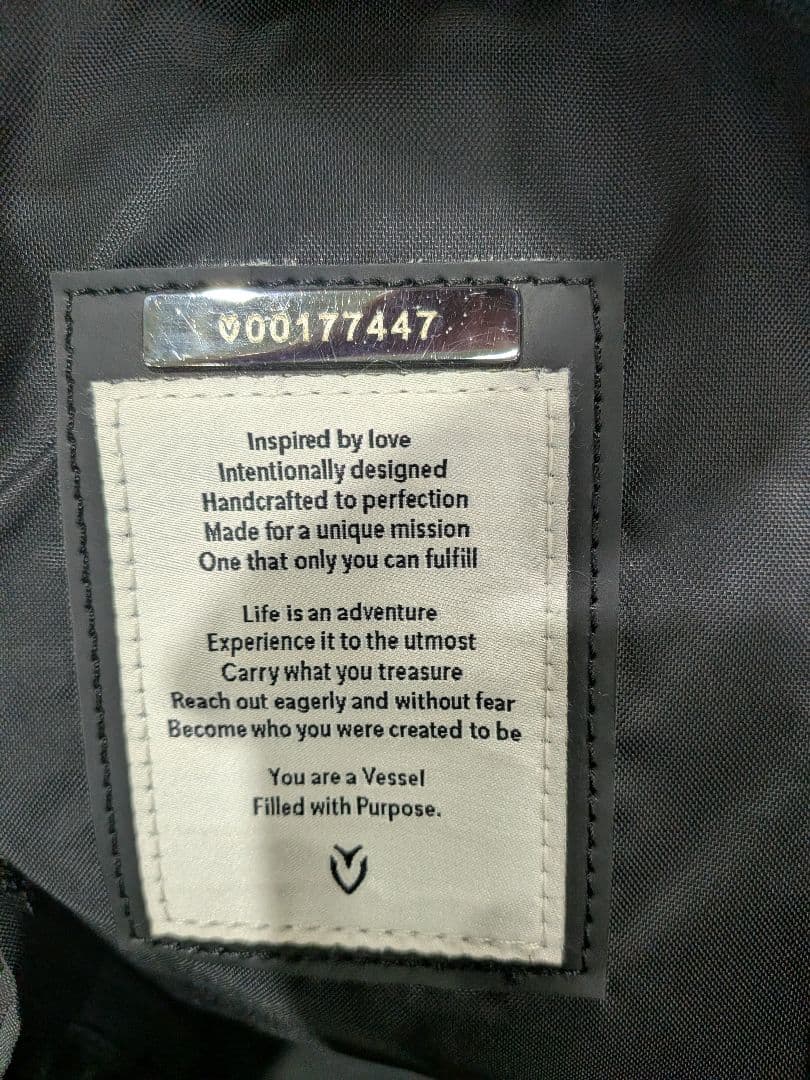 00177447
Inspired by love
Intentionally designed
Handcrafted to perfection
Made for a unique mission
One that only you can fulfill
Life is an adventure
Experience it to the utmost
Carry what you treasure
Reach out eagerly and without fear
Become who you were created to be
You are a Vessel
Filled with Purpose.